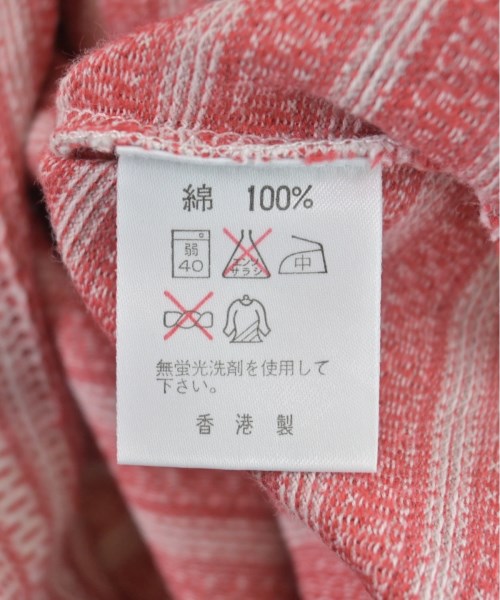 綿 100%
弱
40
エンソ
サラシ
中
無蛍光洗剤を使用して
下さい。
香港製